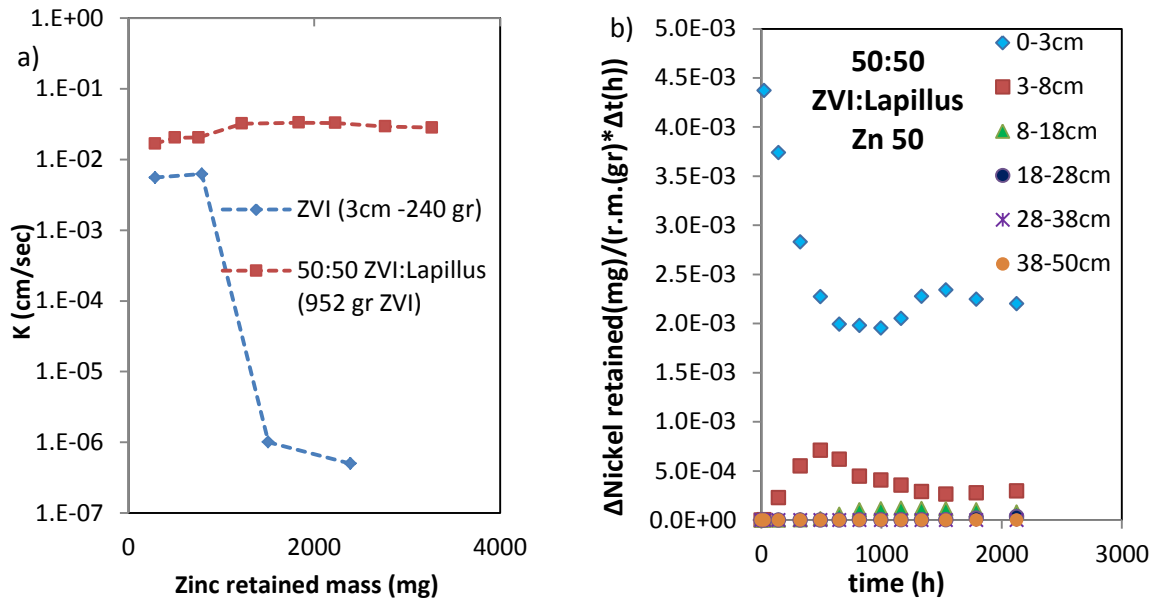 a)
1.E+00
1.E-01
1.E-02
1.E-03
1.E-04
1.E-05
1.E-06
1.E-07
K (cm/sec)
ZVI (3cm -240 gr)
50:50 ZVI:Lapillus
(952 gr ZVI)
0
2000
4000
Zinc retained mass (mg)
b)
5.0E-03
4.5E-03
4.0E-03
3.5E-03
3.0E-03
2.5E-03
2.0E-03
1.5E-03
1.0E-03
5.0E-04
0.0E+00
ΔNickel retained(mg)/(r.m.(gr)* Δt(h))
50:50
ZVI:Lapillus
Zn 50
0-3cm
3-8cm
8-18cm
18-28cm
28-38cm
38-50cm
0
1000
2000
3000
time (h)